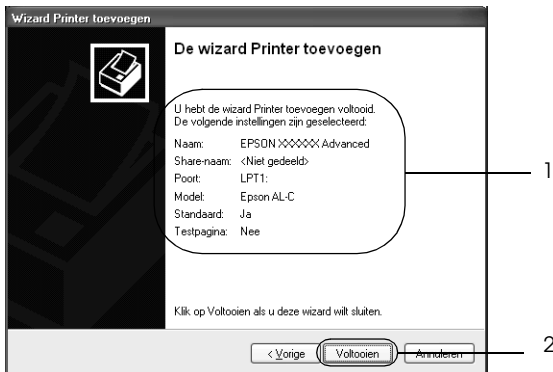 Wizard Printer toevoegen
De wizard Printer toevoegen
U hebt de wizard Printer toevoegen voltooid.
De volgende instellingen zijn geselecteerd:
Naam: EPSON XXXXXX Advanced
Share-naam: <Niet gedeeld>
Poort: LPT1:
Model: Epson AL-C
Standaard: Ja
Testpagina: Nee
1
Klik op Voltooien als u deze wizard wilt sluiten.
< Vorige Voltooien Annuleren
2